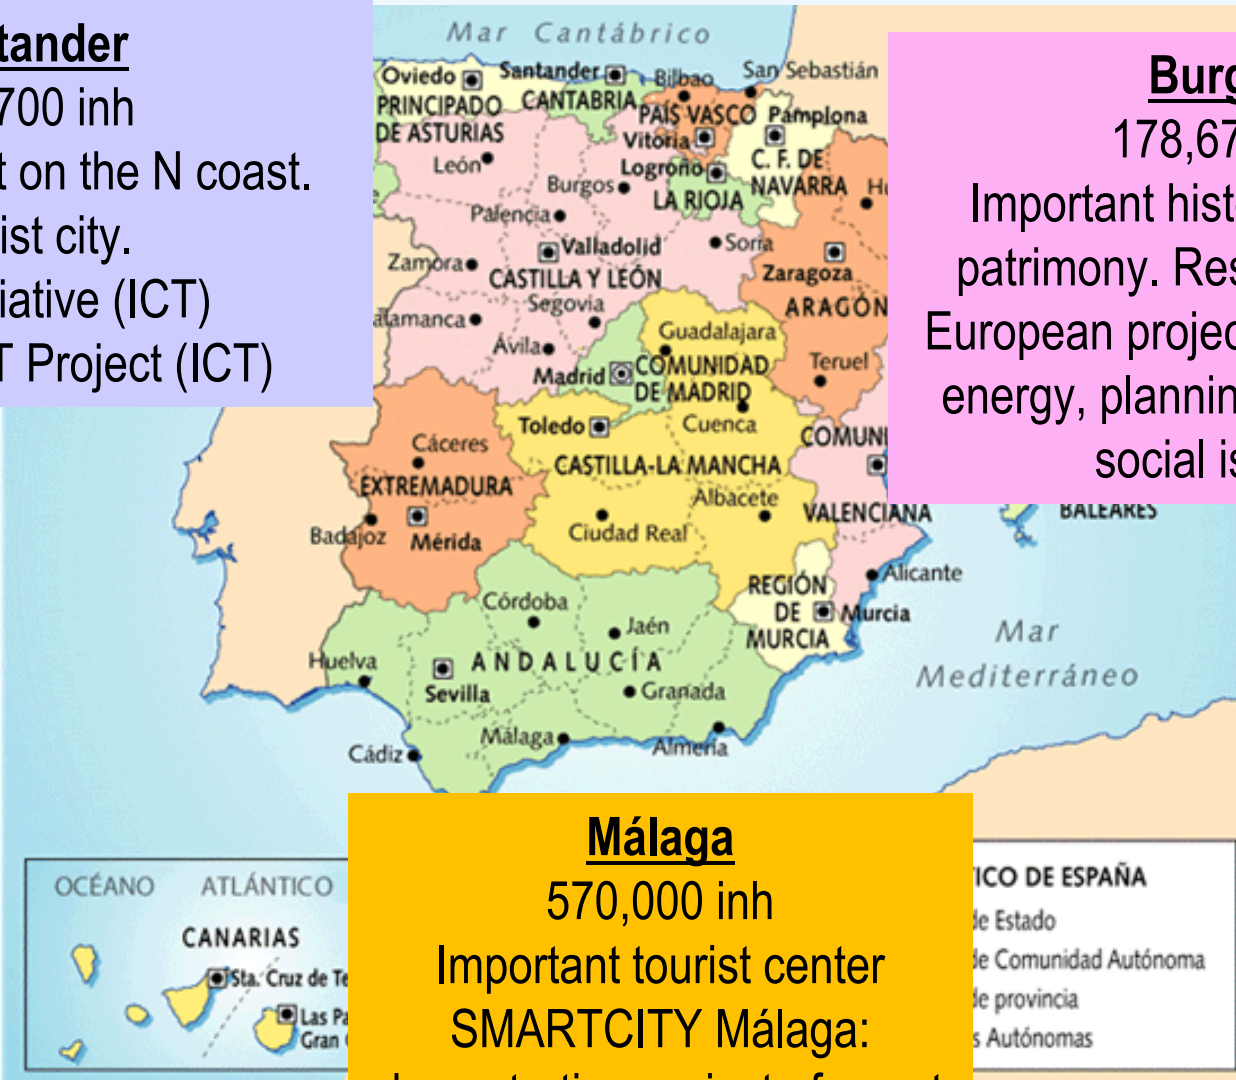 tander
700 inh
t on the N coast.
ist city.
iative (ICT)
T Project (ICT)
Burg
178,67
Important hist
patrimony. Res
European projec
energy, plannin
social is
Mar Cantábrico
Oviedo
Santander
Bilbao
San Sebastián
PRINCIPADO
DE ASTURIAS
CANTABRIA
PAÍS VASCO
Pamplona
Vitoria
León
Logroño
C. F. DE
NAVARRA
Burgos
LA RIOJA
Palencia
Valladolid
Soria
Zamora
CASTILLA Y LEÓN
Zaragoza
ARAGÓN
Segovia
alamanca
Guadalajara
Ávila
Madrid
COMUNIDAD
DE MADRID
Teruel
Toledo
Cuenca
COMUNI
Cáceres
CASTILLA-LA MANCHA
EXTREMADURA
Albacete
VALENCIANA
BALEARES
Badajoz
Mérida
Ciudad Real
Alicante
REGIÓN
DE
MURCIA
Murcia
Córdoba
Jaén
Mar
Mediterráneo
Huelva
ANDALUCÍA
Sevilla
Granada
Málaga
Almería
Cádiz
Málaga
570,000 inh
Important tourist center
SMARTCITY Málaga:
OCÉANO ATLÁNTICO
CANARIAS
Sta. Cruz de Te
Las Pa
Gran
ICO DE ESPAÑA
de Estado
de Comunidad Autónoma
de provincia
s Autónomas